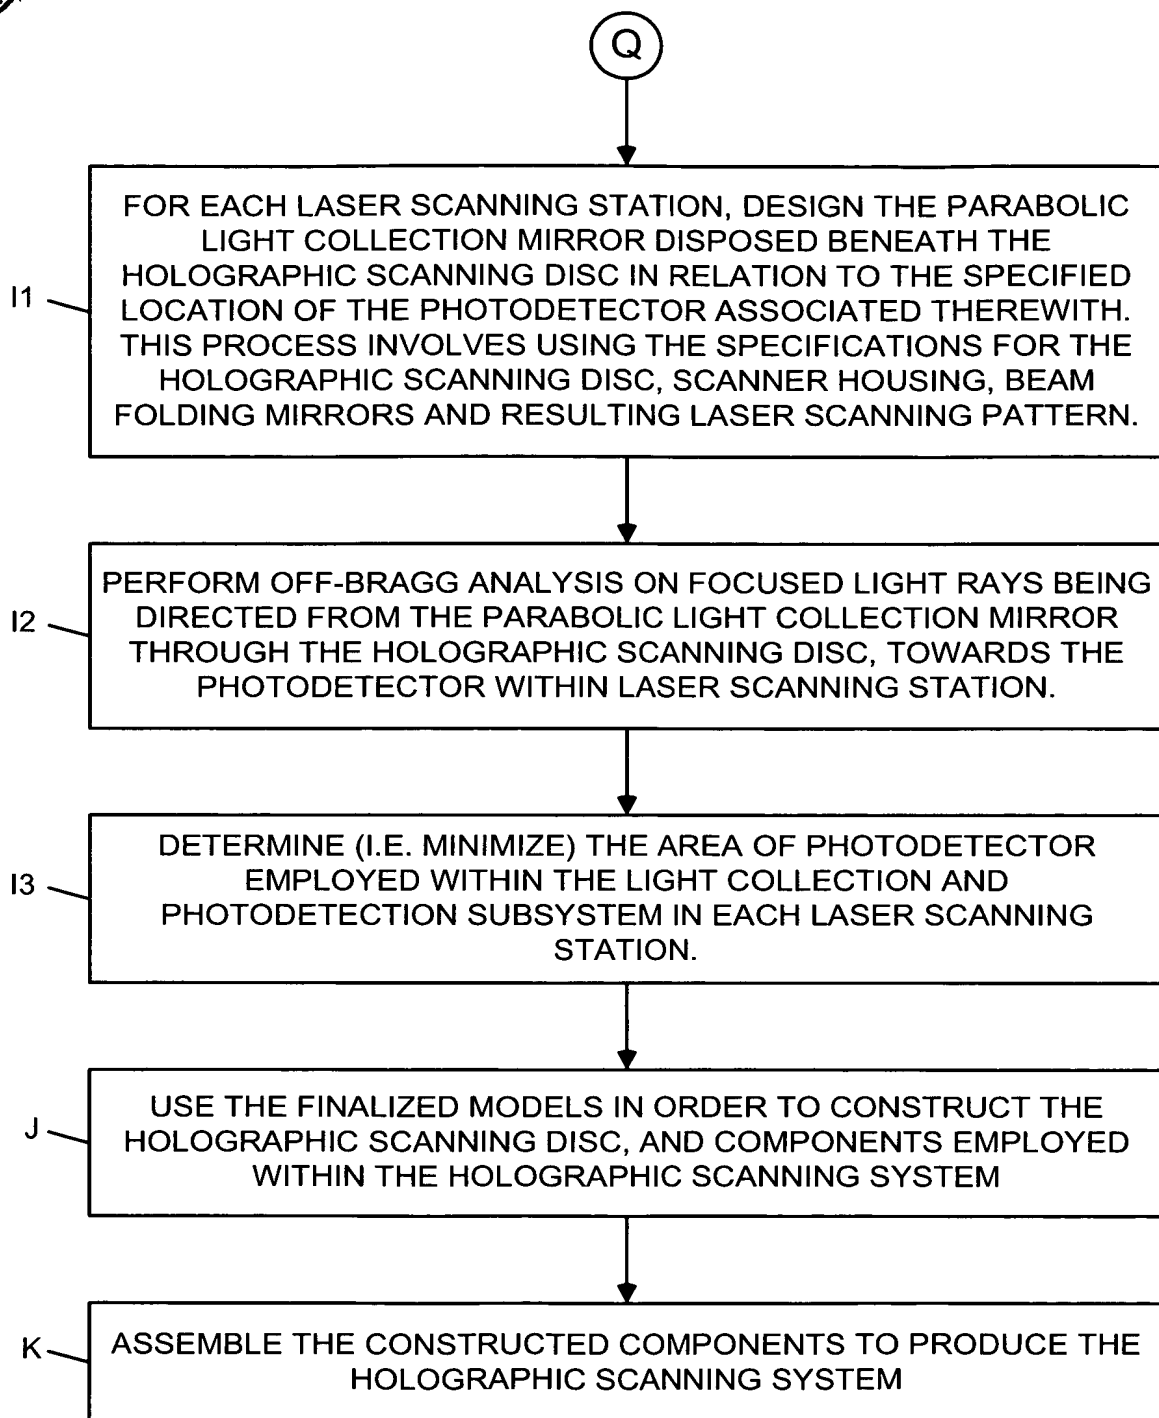 Q
I1
FOR EACH LASER SCANNING STATION, DESIGN THE PARABOLIC
LIGHT COLLECTION MIRROR DISPOSED BENEATH THE
HOLOGRAPHIC SCANNING DISC IN RELATION TO THE SPECIFIED
LOCATION OF THE PHOTODETECTOR ASSOCIATED THEREWITH.
THIS PROCESS INVOLVES USING THE SPECIFICATIONS FOR THE
HOLOGRAPHIC SCANNING DISC, SCANNER HOUSING, BEAM
FOLDING MIRRORS AND RESULTING LASER SCANNING PATTERN.
I2
PERFORM OFF-BRAGG ANALYSIS ON FOCUSED LIGHT RAYS BEING
DIRECTED FROM THE PARABOLIC LIGHT COLLECTION MIRROR
THROUGH THE HOLOGRAPHIC SCANNING DISC, TOWARDS THE
PHOTODETECTOR WITHIN LASER SCANNING STATION.
I3
DETERMINE (I.E. MINIMIZE) THE AREA OF PHOTODETECTOR
EMPLOYED WITHIN THE LIGHT COLLECTION AND
PHOTODETECTION SUBSYSTEM IN EACH LASER SCANNING
STATION.
J
USE THE FINALIZED MODELS IN ORDER TO CONSTRUCT THE
HOLOGRAPHIC SCANNING DISC, AND COMPONENTS EMPLOYED
WITHIN THE HOLOGRAPHIC SCANNING SYSTEM
K
ASSEMBLE THE CONSTRUCTED COMPONENTS TO PRODUCE THE
HOLOGRAPHIC SCANNING SYSTEM